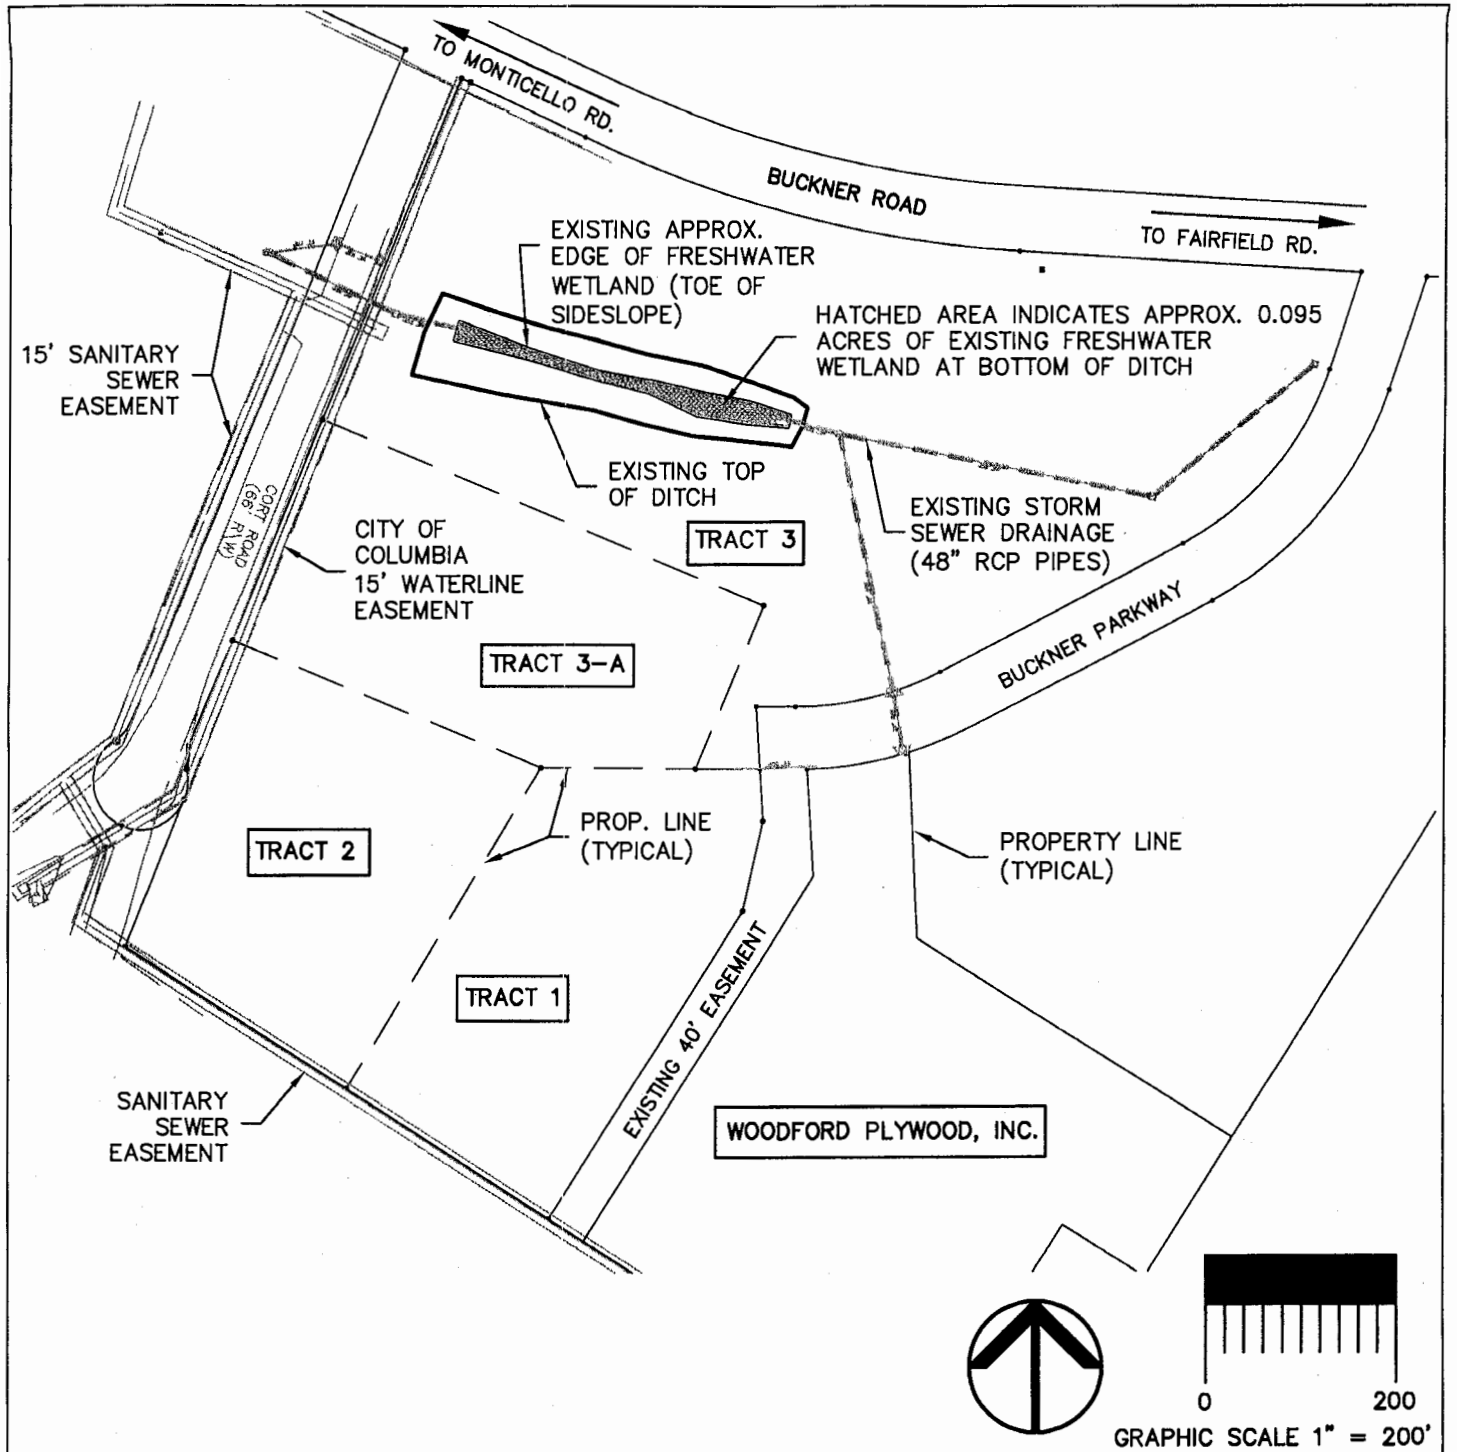 TO MONTICELLO RD.
BUCKNER ROAD
TO FAIRFIELD RD.
EXISTING APPROX.
EDGE OF FRESHWATER
WETLAND (TOE OF
SIDESLOPE)
HATCHED AREA INDICATES APPROX. 0.095
ACRES OF EXISTING FRESHWATER
WETLAND AT BOTTOM OF DITCH
15' SANITARY
SEWER
EASEMENT
EXISTING TOP
OF DITCH
CORT ROAD
(66' R\W)
CITY OF
COLUMBIA
15' WATERLINE
EASEMENT
TRACT 3
EXISTING STORM
SEWER DRAINAGE
(48" RCP PIPES)
BUCKNER PARKWAY
TRACT 3-A
PROP. LINE
(TYPICAL)
TRACT 2
PROPERTY LINE
(TYPICAL)
TRACT 1
EXISTING 40' EASEMENT
SANITARY
SEWER
EASEMENT
WOODFORD PLYWOOD, INC.
0 200
GRAPHIC SCALE 1" = 200'